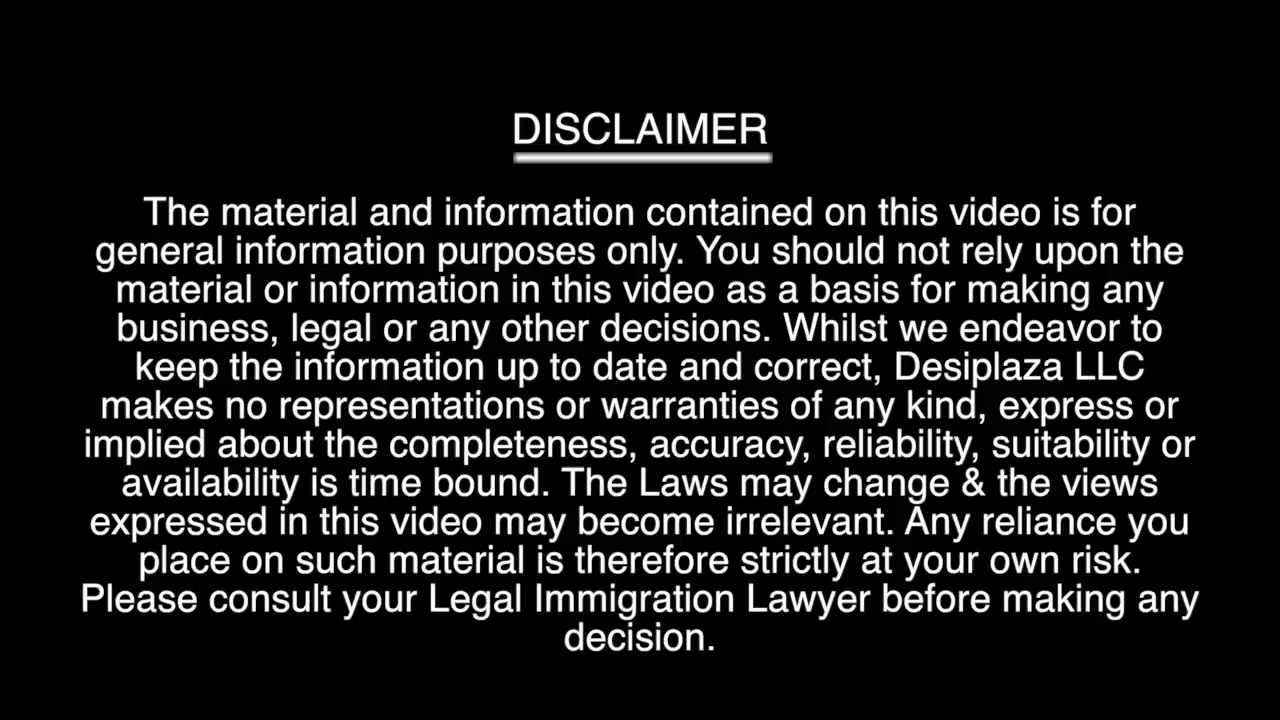 DISCLAIMER
The material and information contained on this video is for
general information purposes only. You should not rely upon the
material or information in this video as a basis for making any
business, legal or any other decisions. Whilst we endeavor to
keep the information up to date and correct, Desiplaza LLC
makes no representations or warranties of any kind, express or
implied about the completeness, accuracy, reliability, suitability or
availability is time bound. The Laws may change & the views
expressed in this video may become irrelevant. Any reliance you
place on such material is therefore strictly at your own risk.
Please consult your Legal Immigration Lawyer before making any
decision.